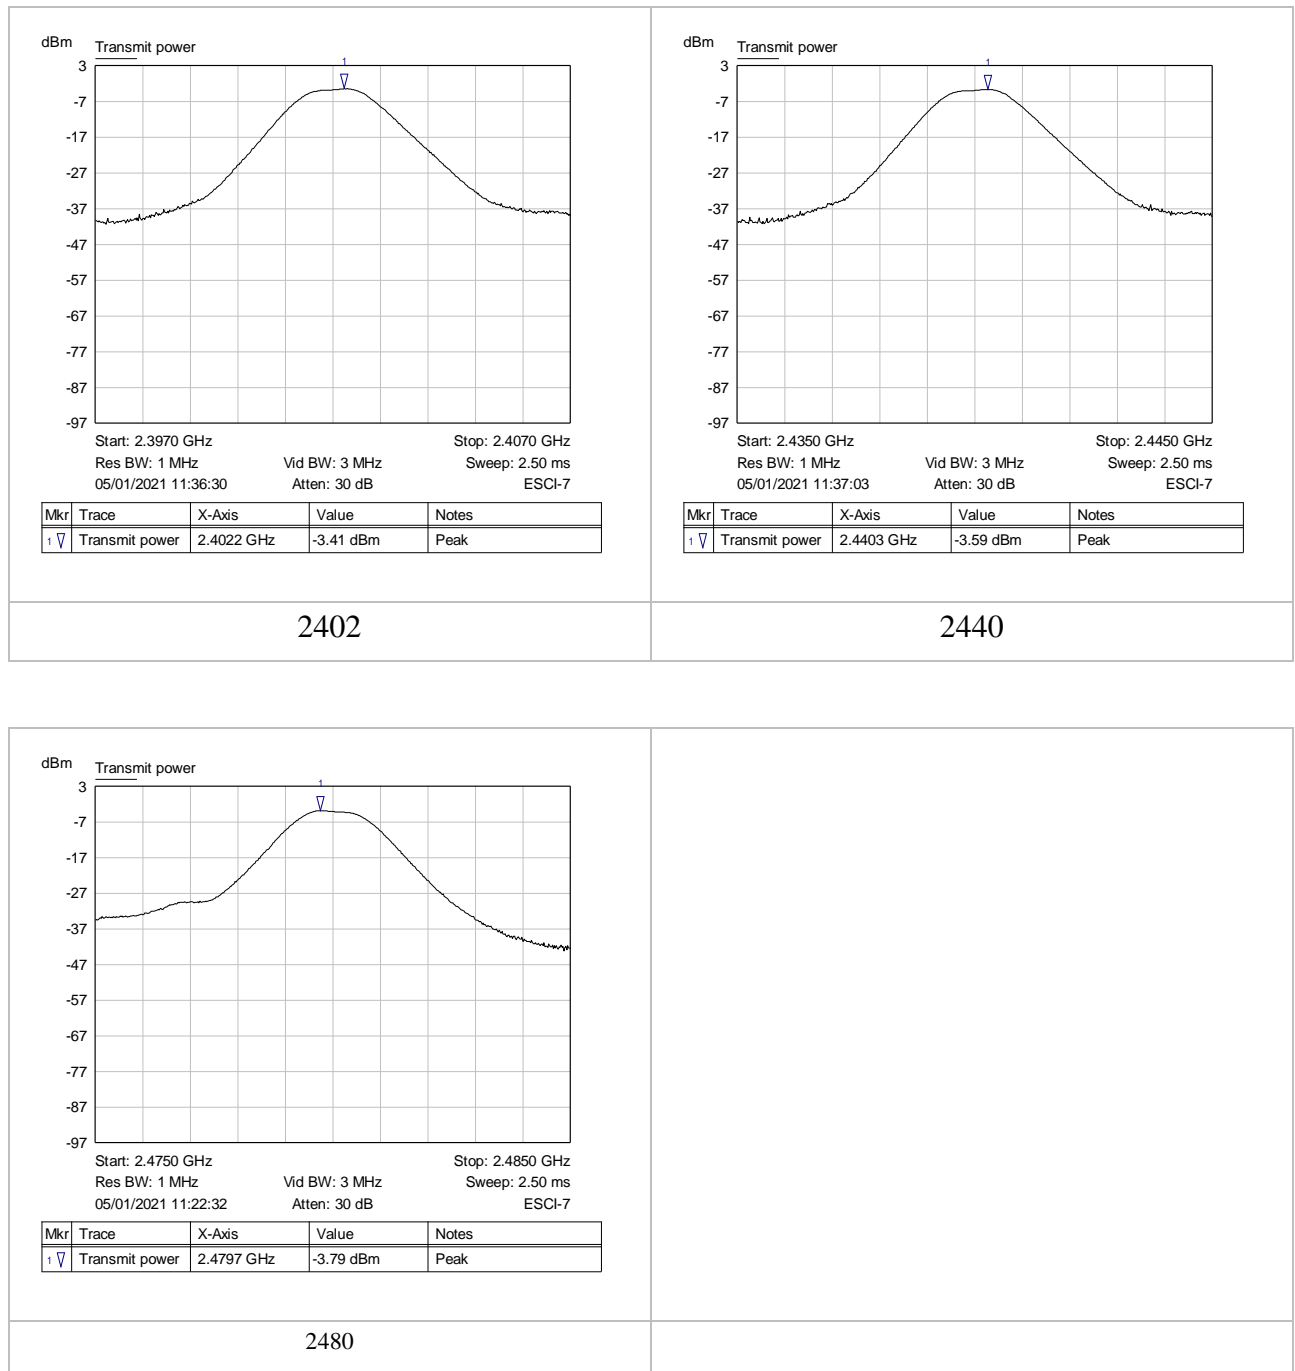 dBm Transmit power
1
3
-7
-17
-27
-37
-47
-57
-67
-77
-87
-97
Start: 2.3970 GHz Stop: 2.4070 GHz
Res BW: 1 MHz Vid BW: 3 MHz Sweep: 2.50 ms
05/01/2021 11:36:30 Atten: 30 dB ESCI-7
Mkr Trace X-Axis Value Notes
1 Transmit power 2.4022 GHz -3.41 dBm Peak
2402
dBm Transmit power
1
3
-7
-17
-27
-37
-47
-57
-67
-77
-87
-97
Start: 2.4350 GHz Stop: 2.4450 GHz
Res BW: 1 MHz Vid BW: 3 MHz Sweep: 2.50 ms
05/01/2021 11:37:03 Atten: 30 dB ESCI-7
Mkr Trace X-Axis Value Notes
1 Transmit power 2.4403 GHz -3.59 dBm Peak
2440
dBm Transmit power
1
3
-7
-17
-27
-37
-47
-57
-67
-77
-87
-97
Start: 2.4750 GHz Stop: 2.4850 GHz
Res BW: 1 MHz Vid BW: 3 MHz Sweep: 2.50 ms
05/01/2021 11:22:32 Atten: 30 dB ESCI-7
Mkr Trace X-Axis Value Notes
1 Transmit power 2.4797 GHz -3.79 dBm Peak
2480